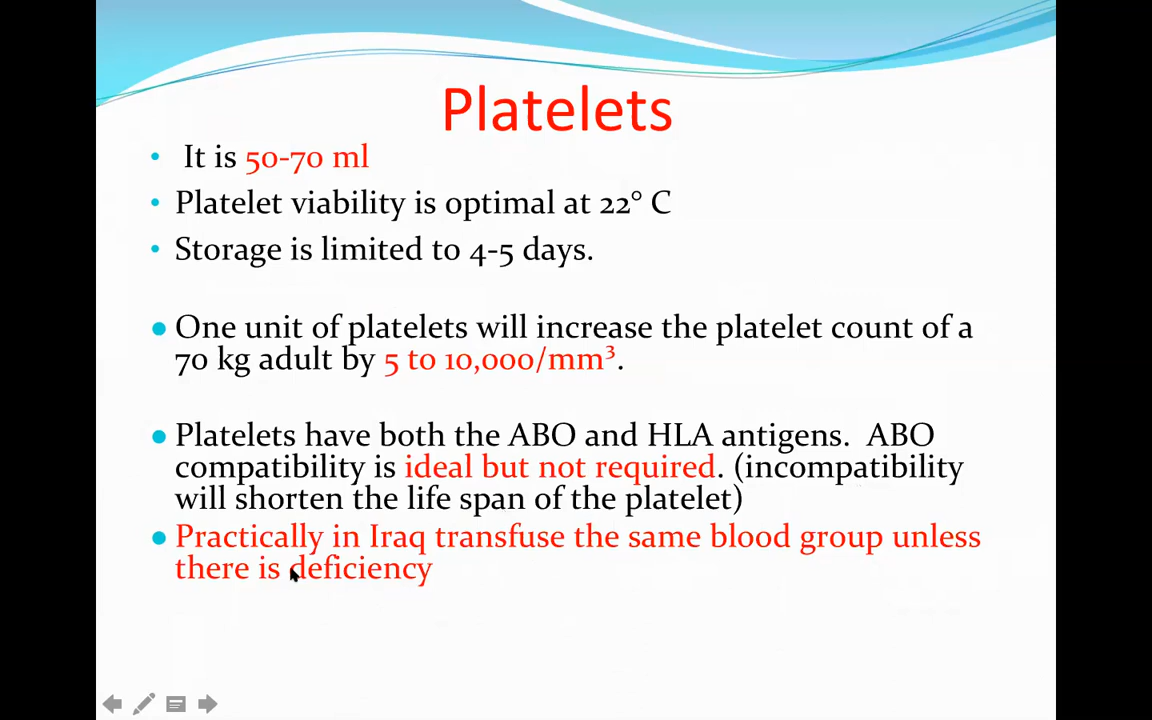 Platelets
• It is 50-70 ml
• Platelet viability is optimal at 22° C
• Storage is limited to 4-5 days.
● One unit of platelets will increase the platelet count of a
70 kg adult by 5 to 10,000/mm³.
● Platelets have both the ABO and HLA antigens.  ABO
compatibility is ideal but not required. (incompatibility
will shorten the life span of the platelet)
● Practically in Iraq transfuse the same blood group unless
there is deficiency